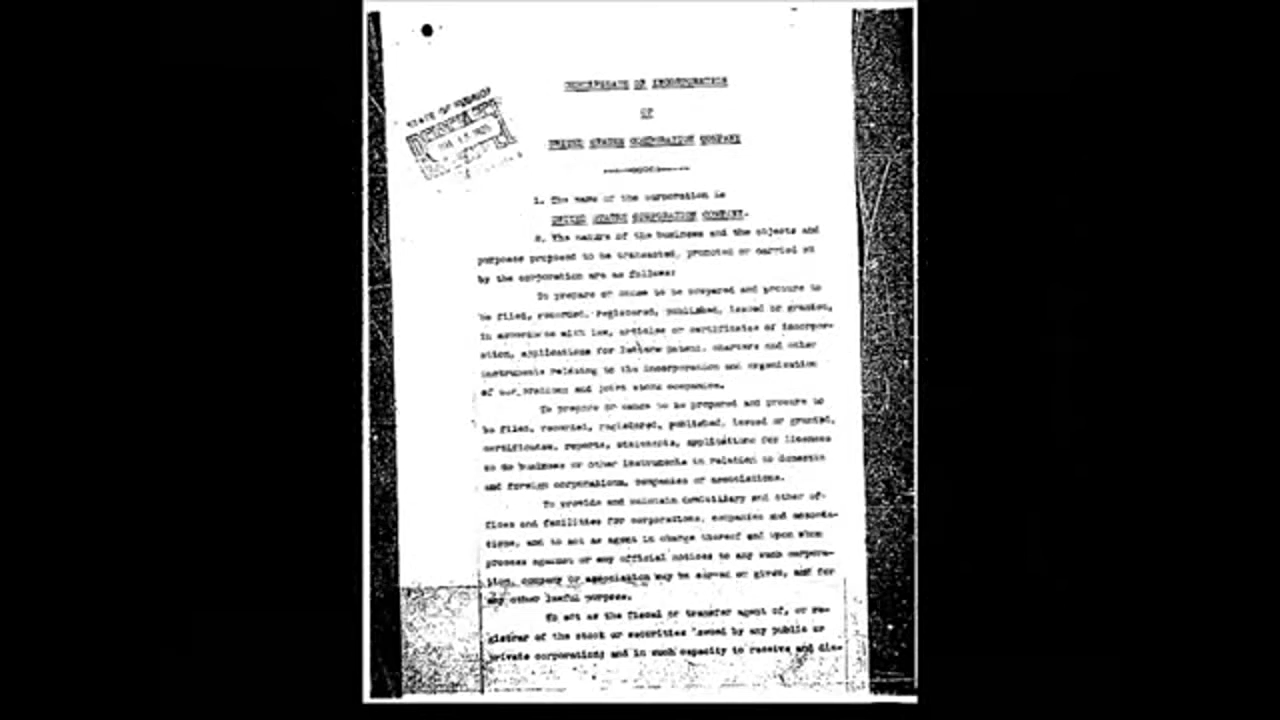 CERTIFICATE OF INCORPORATION
OF
UNITED STATES CORPORATION COMPANY
STATE OF
1. The name of the corporation is
UNITED STATES CORPORATION COMPANY.
2. The nature of the business and the objects and
purposes proposed to be transacted, promoted or carried on
by the corporation are as follows:
To prepare or cause to be prepared and procure to
be filed, recorded, registered, published, issued or granted,
in accordance with law, articles or certificates of incorpor-
ation, applications for letters patent, charters and other
instruments relating to the incorporation and organization
of corporations and joint stock companies.
To prepare or cause to be prepared and procure to
be filed, recorded, registered, published, issued or granted,
certificates, reports, statements, applications for licenses
to do business or other instruments in relation to domestic
and foreign corporations, companies or associations.
To provide and maintain domiciliary and other of-
fices and facilities for corporations, companies and associa-
tions, and to act as agent in charge thereof and upon whom
process against or any official notices to any such corpora-
tion, company or association may be served or given, and for
any other lawful purpose.
To act as the fiscal or transfer agent of, or re-
gistrar of the stock or securities issued by any public or
private corporation; and in such capacity to receive and dis-